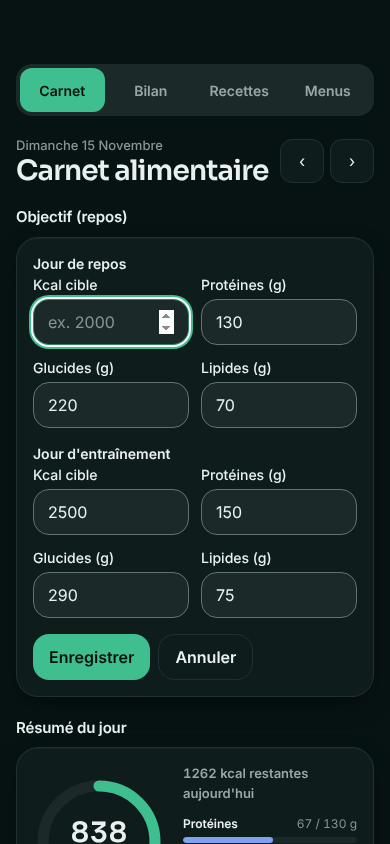 Carnet Bilan Recettes Menus
Dimanche 15 Novembre
Carnet alimentaire ‹ ›
Objectif (repos)
Jour de repos
Kcal cible Protéines (g)
ex. 2000 130
Glucides (g) Lipides (g)
220 70
Jour d'entraînement
Kcal cible Protéines (g)
2500 150
Glucides (g) Lipides (g)
290 75
Enregistrer Annuler
Résumé du jour
1262 kcal restantes
aujourd'hui
838 Protéines 67 / 130 g